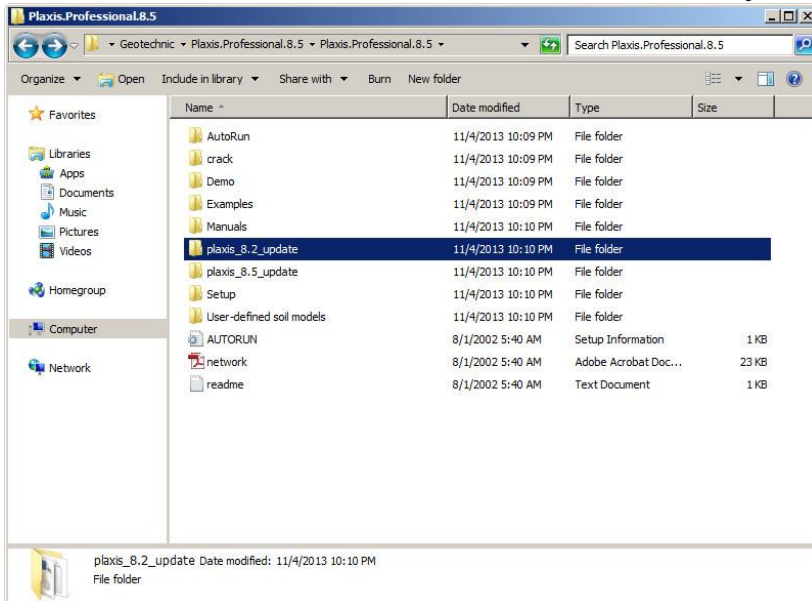 Plaxis.Professional.8.5
Geotechnic Plaxis.Professional.8.5 Plaxis.Professional.8.5 Search Plaxis.Professional.8.5
Organize Open Include in library Share with Burn New folder
Favorites
Libraries
Apps
Documents
Music
Pictures
Videos
Homegroup
Computer
Network
Name Date modified Type Size
AutoRun 11/4/2013 10:09 PM File folder
crack 11/4/2013 10:09 PM File folder
Demo 11/4/2013 10:09 PM File folder
Examples 11/4/2013 10:09 PM File folder
Manuals 11/4/2013 10:10 PM File folder
plaxis_8.2_update 11/4/2013 10:10 PM File folder
plaxis_8.5_update 11/4/2013 10:10 PM File folder
Setup 11/4/2013 10:10 PM File folder
User-defined soil models 11/4/2013 10:10 PM File folder
AUTORUN 8/1/2002 5:40 AM Setup Information 1 KB
network 8/1/2002 5:40 AM Adobe Acrobat Doc... 23 KB
readme 8/1/2002 5:40 AM Text Document 1 KB
plaxis_8.2_update Date modified: 11/4/2013 10:10 PM
File folder